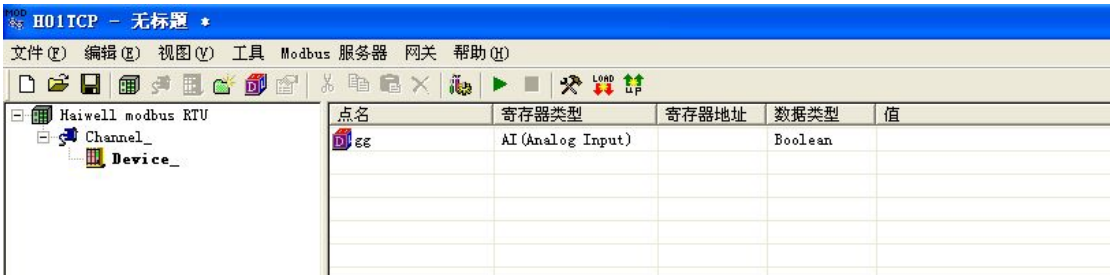 H01TCP - 无标题 *
文件(F) 编辑(E) 视图(V) 工具 Modbus 服务器 网关 帮助(H)
LOAD UP
Haiwell modbus RTU
点名 寄存器类型 寄存器地址 数据类型 值
Channel_
gg AI(Analog Input) Boolean
Device_